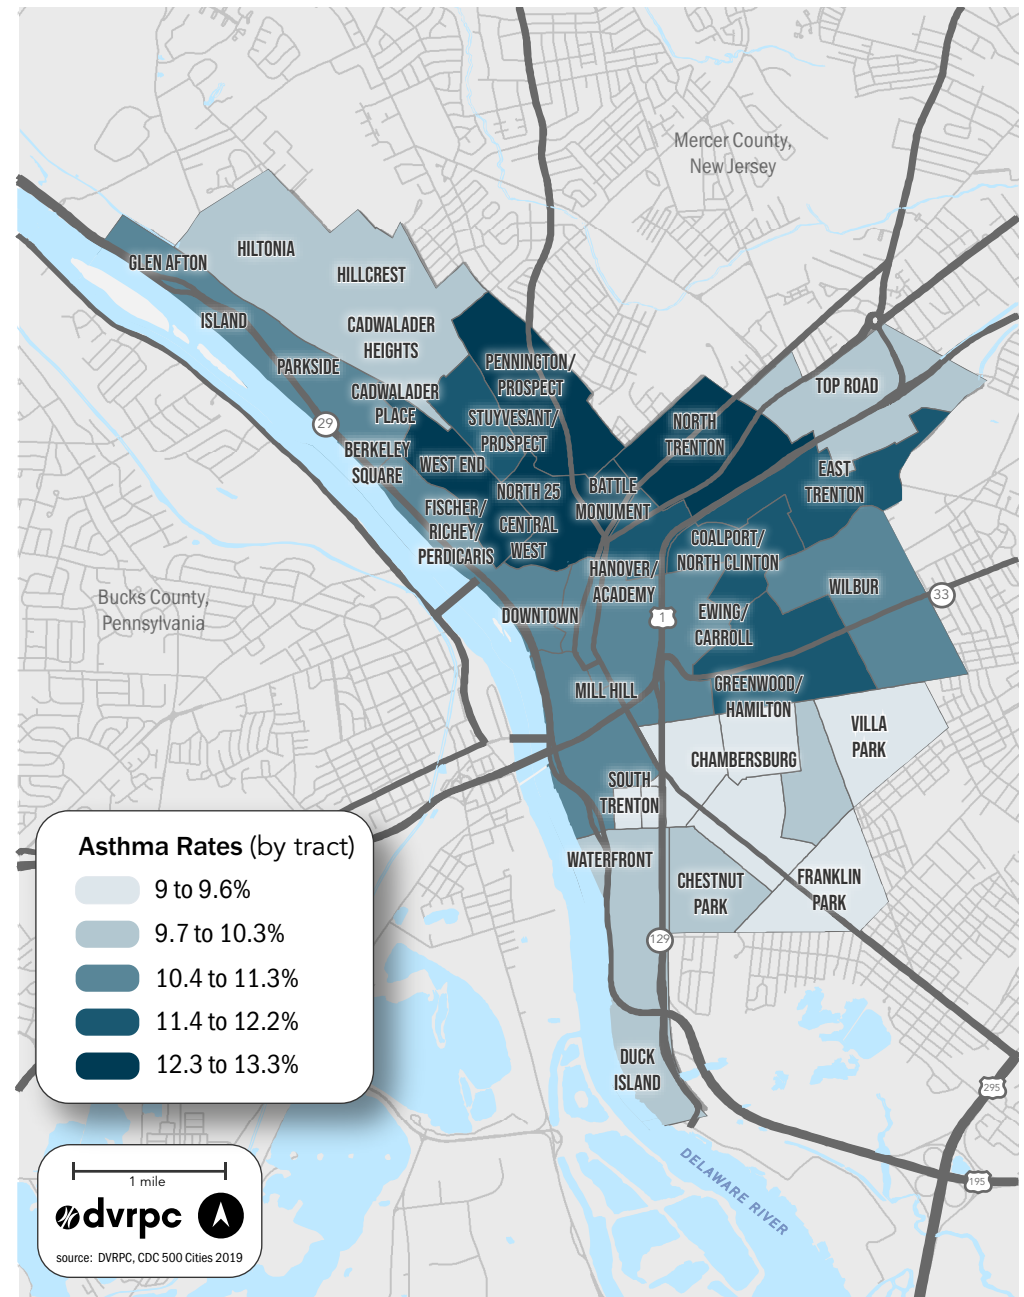 Mercer County,
New Jersey
HILTONIA
GLEN AFTON
HILLCREST
ISLAND
CADWALADER
HEIGHTS
PARKSIDE
PENNINGTON/
PROSPECT
CADWALADER
PLACE
TOP ROAD
29
STUYVESANT/
PROSPECT
NORTH
TRENTON
BERKELEY
SQUARE
WEST END
EAST
TRENTON
NORTH 25
BATTLE
MONUMENT
FISCHER/
RICHEY/
PERDICARIS
CENTRAL
WEST
COALPORT/
NORTH CLINTON
HANOVER/
ACADEMY
WILBUR
33
Bucks County,
Pennsylvania
DOWNTOWN
1
EWING/
CARROLL
MILL HILL
GREENWOOD/
HAMILTON
VILLA
PARK
CHAMBERSBURG
SOUTH
TRENTON
WATERFRONT
CHESTNUT
PARK
FRANKLIN
PARK
129
DUCK
ISLAND
295
195
DELAWARE RIVER
Asthma Rates (by tract)
9 to 9.6%
9.7 to 10.3%
10.4 to 11.3%
11.4 to 12.2%
12.3 to 13.3%
1 mile
dvrpc
source: DVRPC, CDC 500 Cities 2019